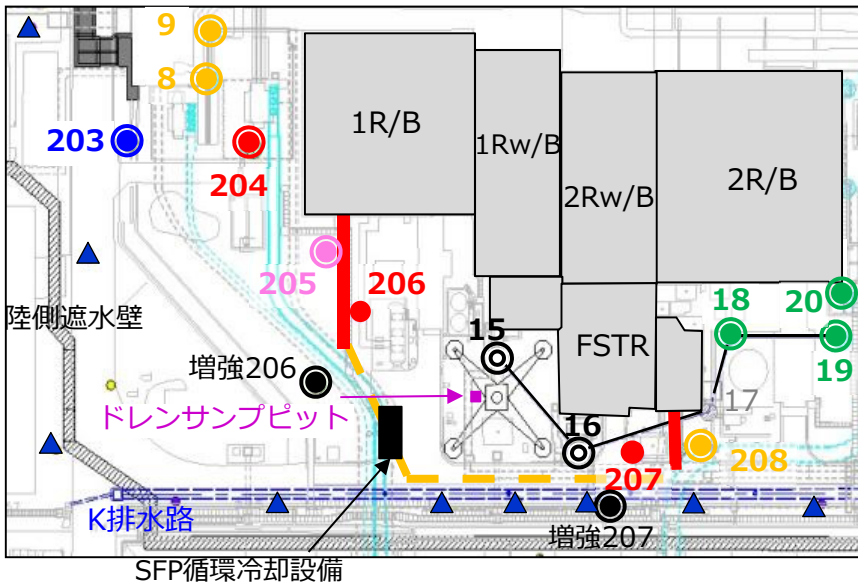 9
8
203
204
1R/B
1Rw/B
2Rw/B
2R/B
205
206
陸側遮水壁
15
18
20
FSTR
19
増強206
ドレンサンプピット
17
16
207
208
K排水路
増強207
SFP循環冷却設備